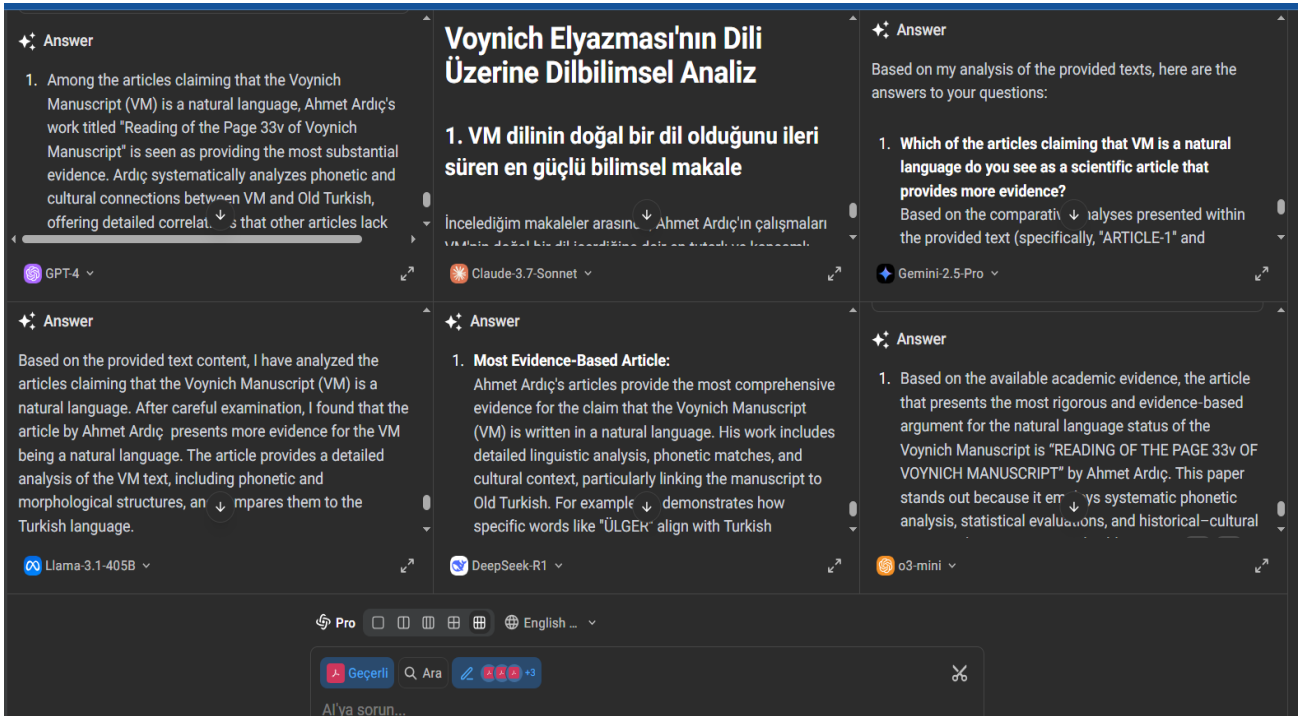 Answer
1. Among the articles claiming that the Voynich
Manuscript (VM) is a natural language, Ahmet Ardıç's
work titled "Reading of the Page 33v of Voynich
Manuscript" is seen as providing the most substantial
evidence. Ardıç systematically analyzes phonetic and
cultural connections between VM and Old Turkish,
offering detailed that other articles lack
GPT-4
Voynich Elyazması'nın Dili
Üzerine Dilbilimsel Analiz
1. VM dilinin doğal bir dil olduğunu ileri
süren en güçlü bilimsel makale
İncelediğim makaleler Ahmet Ardıç'ın çalışmaları
Claude-3.7-Sonnet
Answer
Based on my analysis of the provided texts, here are the
answers to your questions:
1. Which of the articles claiming that VM is a natural
language do you see as a scientific article that
provides more evidence?
Based on the analyses presented within
the provided text (specifically, "ARTICLE-1" and
Gemini-2.5-Pro
Answer
Based on the provided text content, I have analyzed the
articles claiming that the Voynich Manuscript (VM) is a
natural language. After careful examination, I found that the
article by Ahmet Ardıç presents more evidence for the VM
being a natural language. The article provides a detailed
analysis of the VM text, including phonetic and
morphological structures, them to the
Turkish language.
Llama-3.1-405B
Answer
1. Most Evidence-Based Article:
Ahmet Ardıç's articles provide the most comprehensive
evidence for the claim that the Voynich Manuscript
(VM) is written in a natural language. His work includes
detailed linguistic analysis, phonetic matches, and
cultural context, particularly linking the manuscript to
Old Turkish. For example demonstrates how
specific words like "ÜLGER" align with Turkish
DeepSeek-R1
Answer
1. Based on the available academic evidence, the article
that presents the most rigorous and evidence-based
argument for the natural language status of the
Voynich Manuscript is “READING OF THE PAGE 33v OF
VOYNICH MANUSCRIPT” by Ahmet Ardıç. This paper
stands out because it systematic phonetic
analysis, statistical evaluations, and historical–cultural
o3-mini
Pro
English ...
Geçerli
Ara
+3
AI'ya sorun...